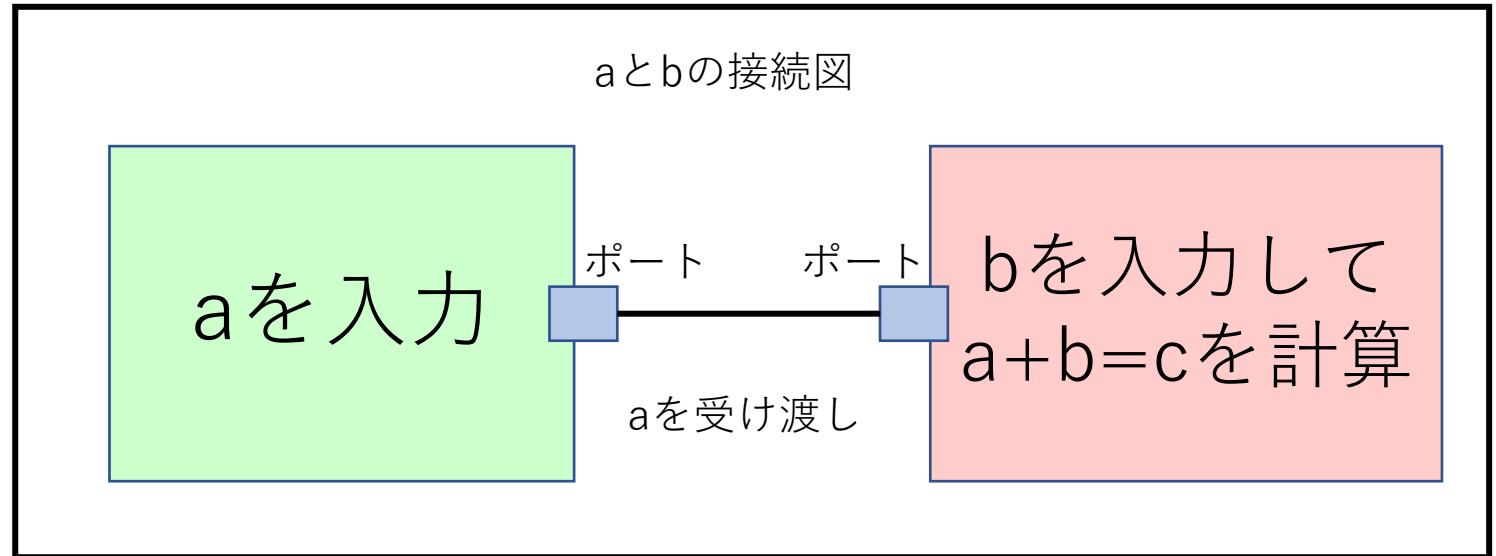 aとbの接続図
aを入力
ポート
ポート
bを入力して
a+b=cを計算
aを受け渡し